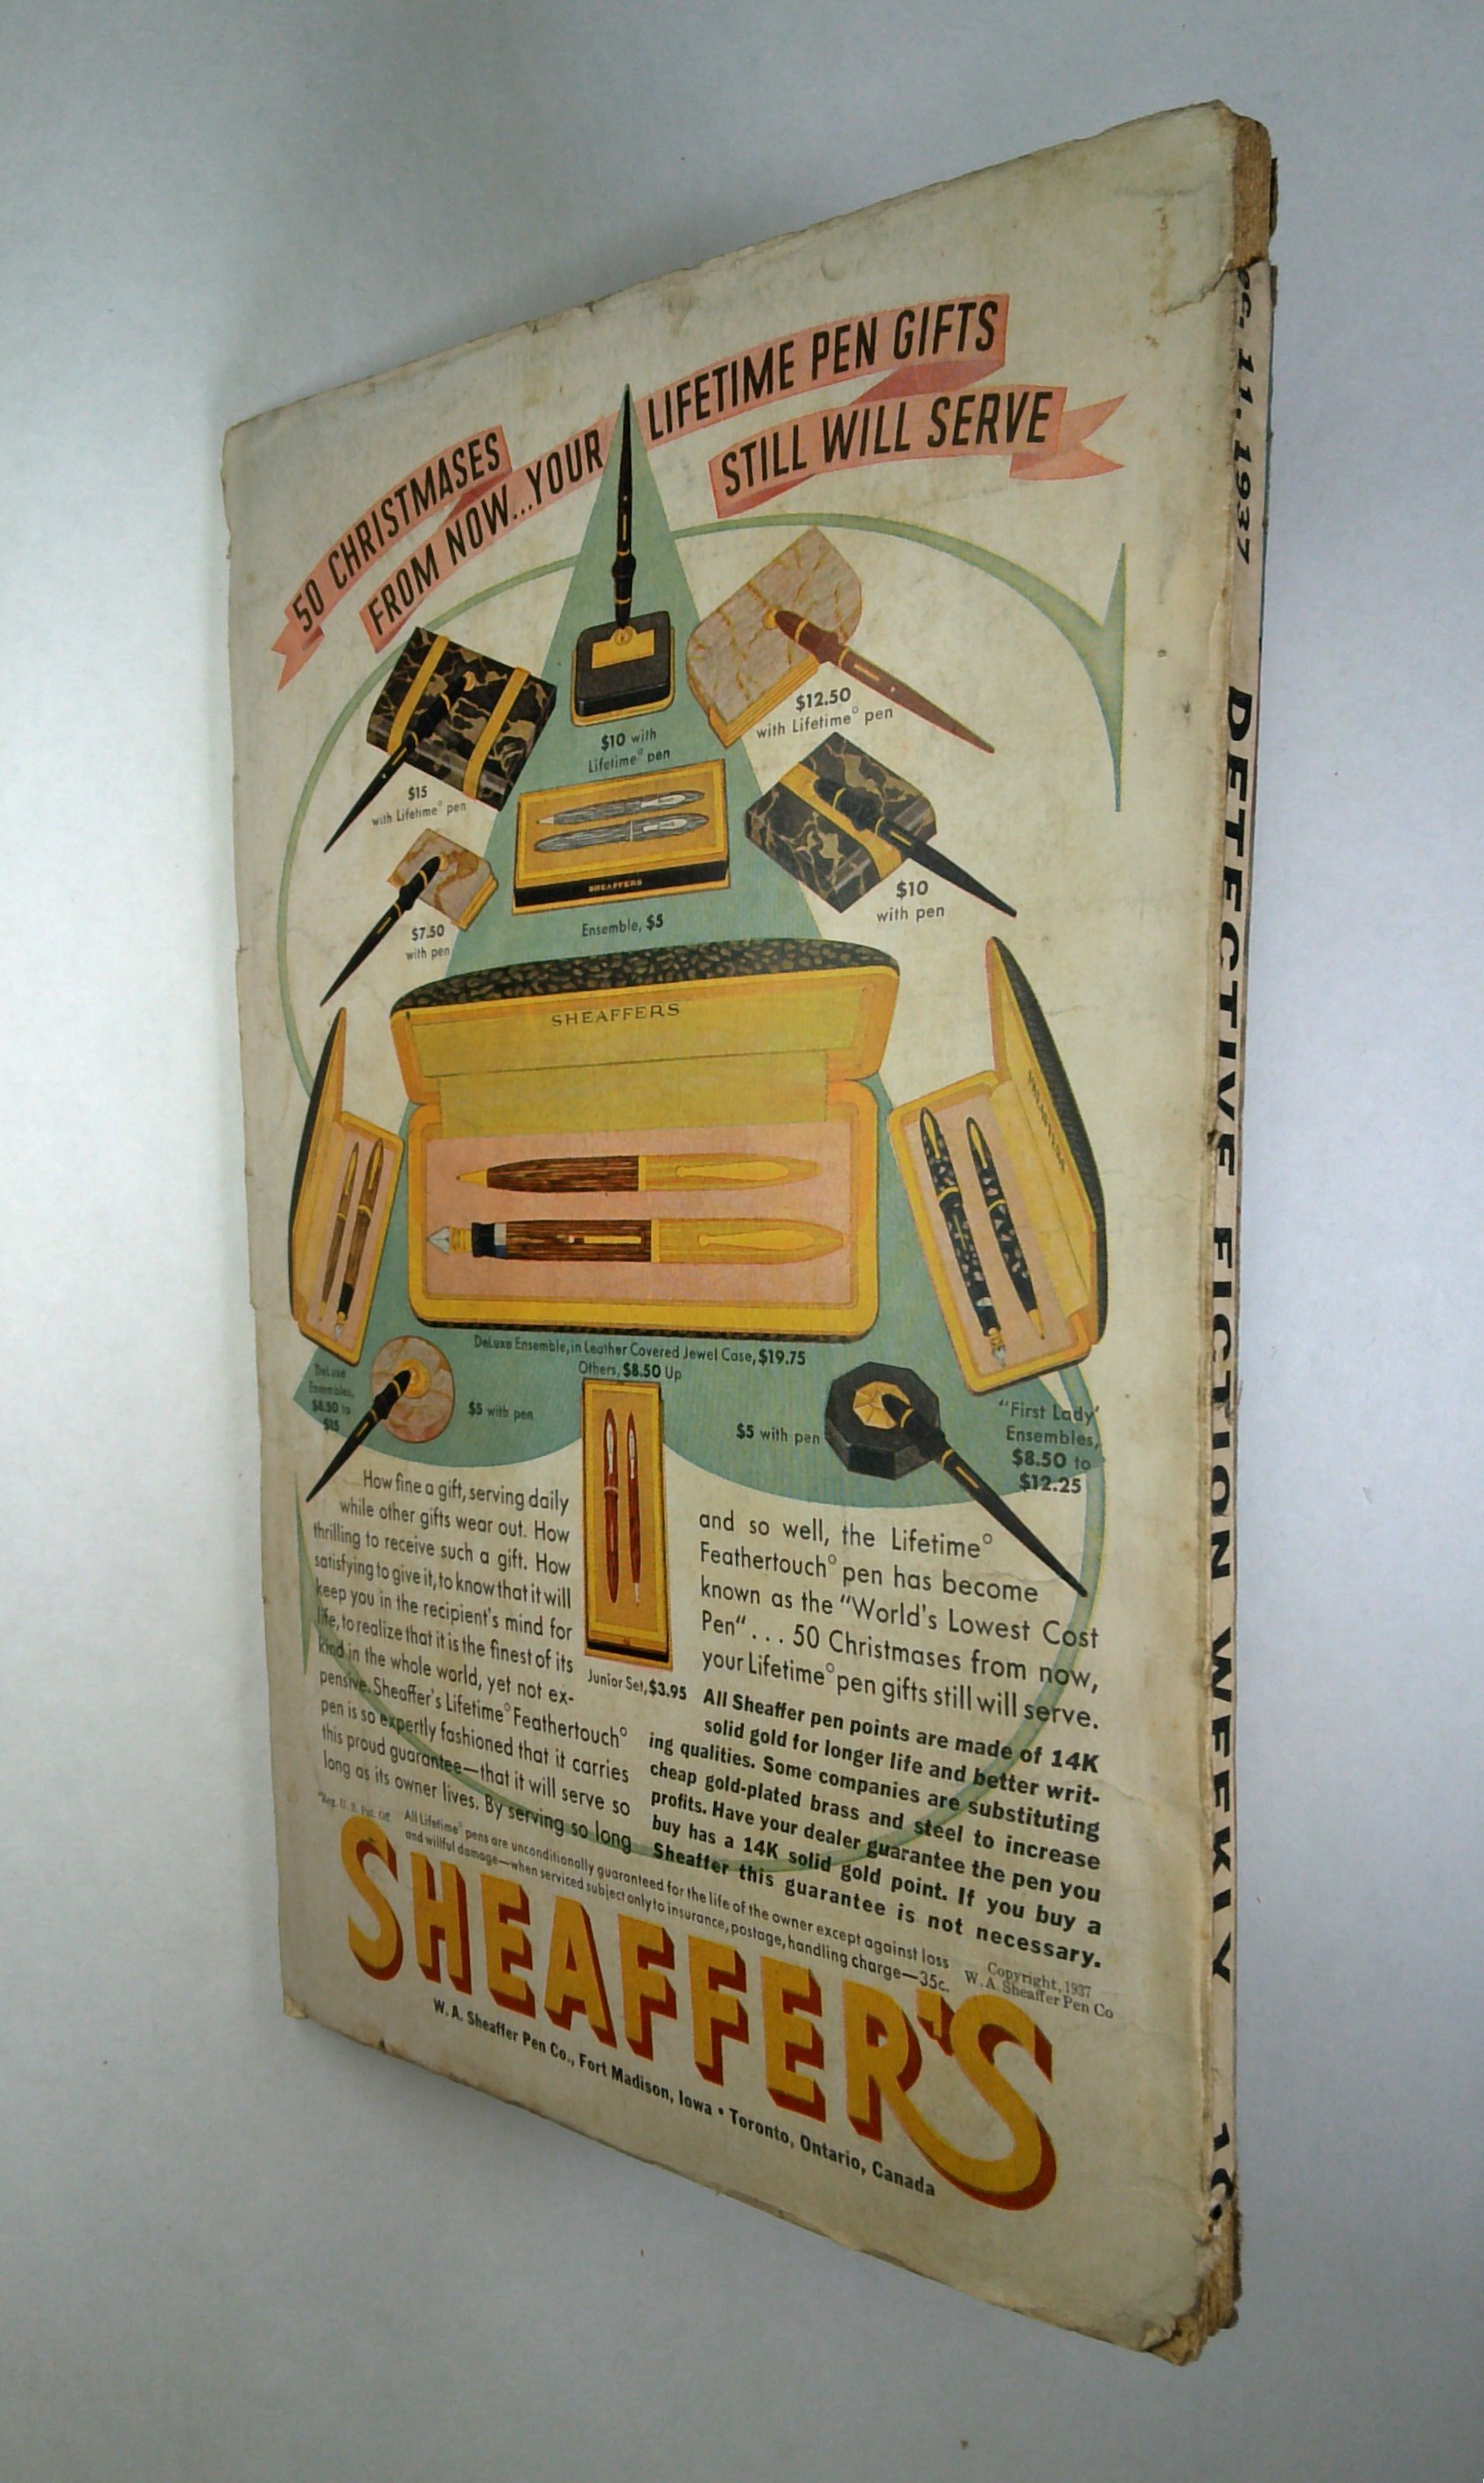 50 CHRISTMASES
FROM NOW...YOUR
LIFETIME PEN GIFTS
STILL WILL SERVE
$10 with
Lifetime° pen
$12.50
with Lifetime° pen
$15
with Lifetime° pen
SHEAFFERS
Ensemble, $5
$10
with pen
$7.50
with pen
SHEAFFERS
DeLuxe Ensemble, in Leather Covered Jewel Case, $19.75
Others, $8.50 Up
DeLuxe
Ensembles,
$8.50 to
$15
$5 with pen
$5 with pen
"First Lady"
Ensembles,
$8.50 to
$12.25
Junior Set, $3.95
How fine a gift, serving daily
while other gifts wear out. How
thrilling to receive such a gift. How
satisfying to give it, to know that it will
keep you in the recipient's mind for
life, to realize that it is the finest of its
kind in the whole world, yet not ex-
pensive. Sheaffer's Lifetime° Feathertouch°
pen is so expertly fashioned that it carries
this proud guarantee—that it will serve so
long as its owner lives. By serving so long
and so well, the Lifetime°
Feathertouch° pen has become
known as the "World's Lowest Cost
Pen" . . . 50 Christmases from now,
your Lifetime° pen gifts still will serve.
All Sheaffer pen points are made of 14K
solid gold for longer life and better writ-
ing qualities. Some companies are substituting
cheap gold-plated brass and steel to increase
profits. Have your dealer guarantee the pen you
buy has a 14K solid gold point. If you buy a
Sheaffer this guarantee is not necessary.
°Reg. U. S. Pat. Off.
All Lifetime° pens are unconditionally guaranteed for the life of the owner except against loss
and willful damage—when serviced subject only to insurance, postage, handling charge—35c.
Copyright, 1937
W. A. Sheaffer Pen Co
SHEAFFER'S
W. A. Sheaffer Pen Co., Fort Madison, Iowa • Toronto, Ontario, Canada
ec. 11, 1937 DETECTIVE FICTION WEEKLY 10